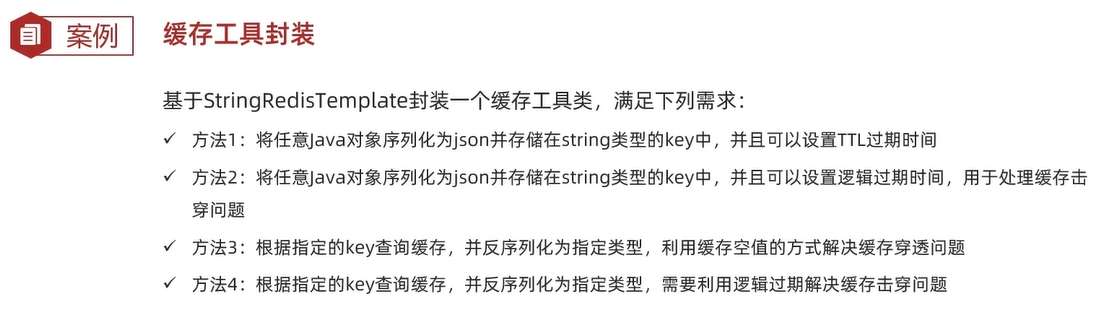 案例
缓存工具封装
基于StringRedisTemplate封装一个缓存工具类，满足下列需求：
✓ 方法1：将任意Java对象序列化为json并存储在string类型的key中，并且可以设置TTL过期时间
✓ 方法2：将任意Java对象序列化为json并存储在string类型的key中，并且可以设置逻辑过期时间，用于处理缓存击
穿问题
✓ 方法3：根据指定的key查询缓存，并反序列化为指定类型，利用缓存空值的方式解决缓存穿透问题
✓ 方法4：根据指定的key查询缓存，并反序列化为指定类型，需要利用逻辑过期解决缓存击穿问题